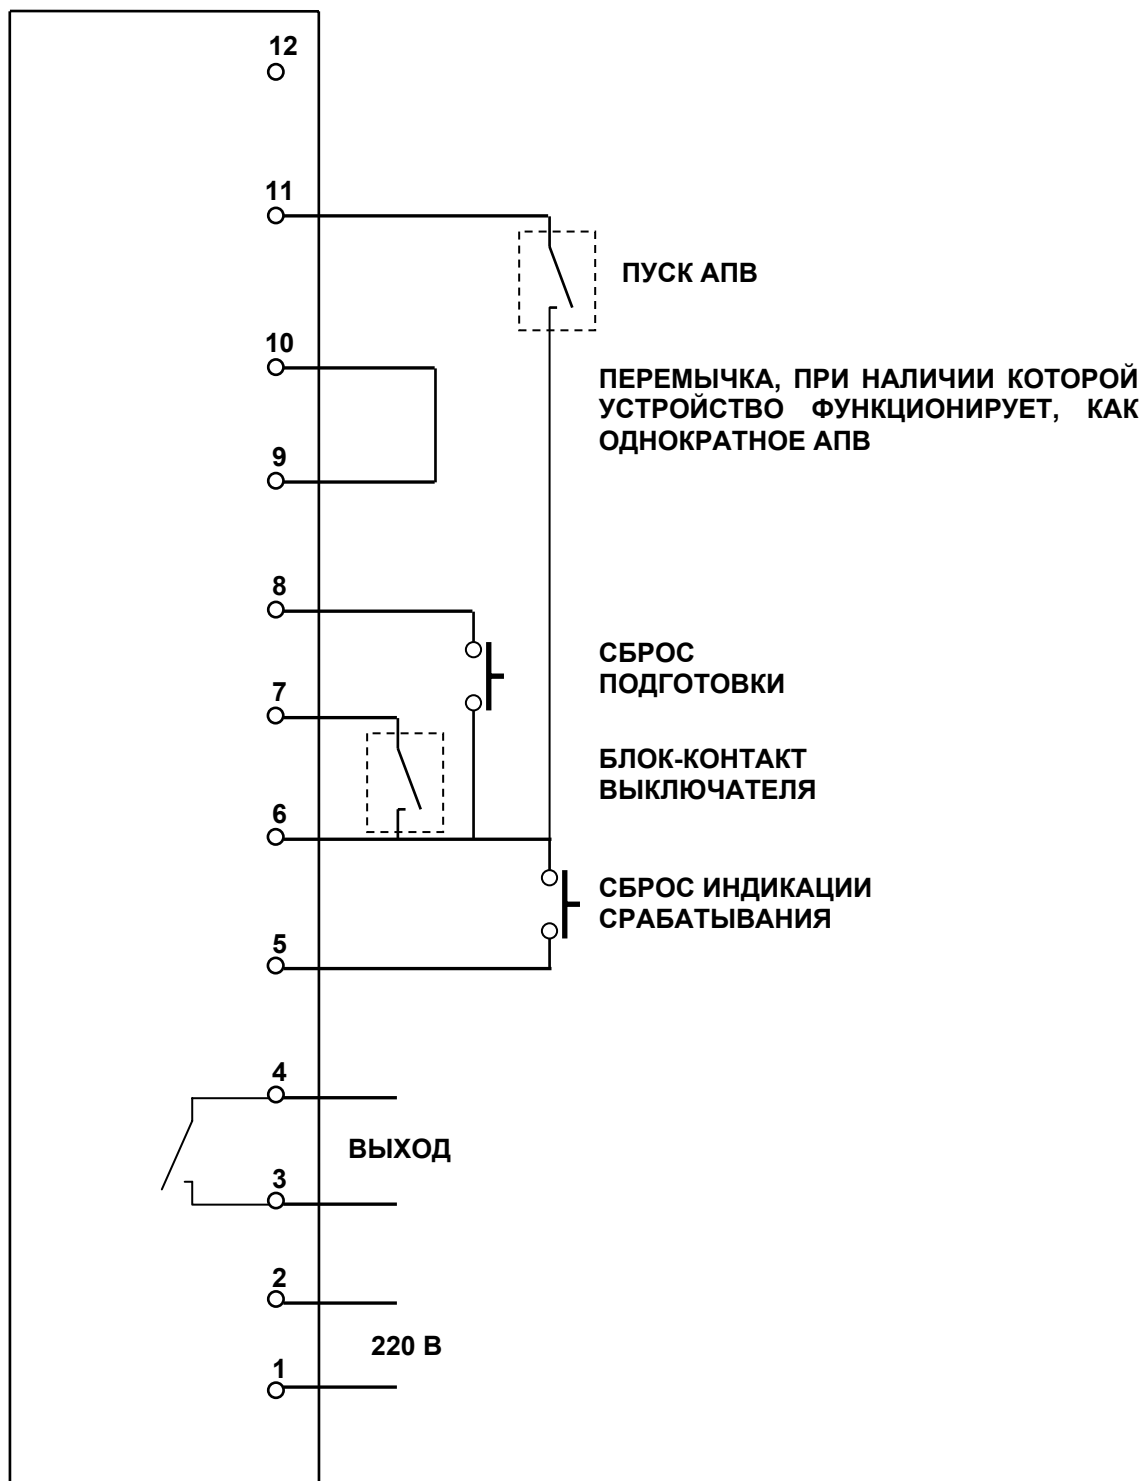 12
11
ПУСК АПВ
10
ПЕРЕМЫЧКА, ПРИ НАЛИЧИИ КОТОРОЙ
УСТРОЙСТВО ФУНКЦИОНИРУЕТ, КАК
ОДНОКРАТНОЕ АПВ
9
8
СБРОС
ПОДГОТОВКИ
7
БЛОК-КОНТАКТ
ВЫКЛЮЧАТЕЛЯ
6
СБРОС ИНДИКАЦИИ
СРАБАТЫВАНИЯ
5
4
ВЫХОД
3
2
220 В
1